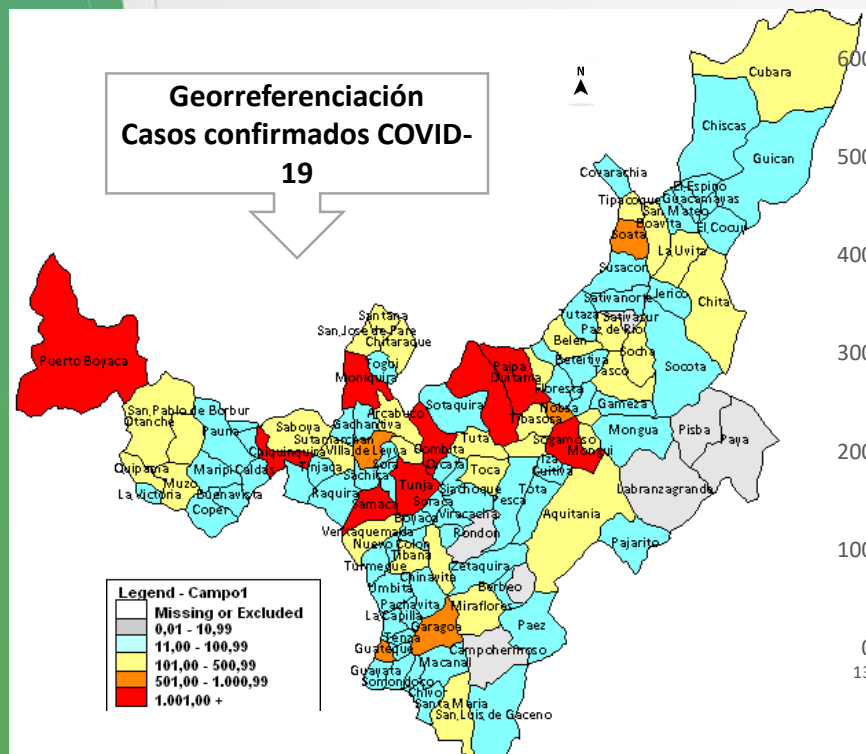 Georreferenciación
Casos confirmados COVID-
19
N
Cubara
Chiscas
Guican
Covarachia
El Espino
Tipacoque
Guacamayas
San Mateo
Boavita
El Cocuy
Soata
La Uvita
Susacon
Sativanorte
Jerico
Chita
Tutaza
Sativasur
Paz de Rio
Santana
San Jose de Pare
Chitaraque
Belen
Socha
Puerto Boyaca
Togui
Moniquira
Paipa
Duitama
Beteitiva
Tasco
Socota
Floresta
San Pablo de Borbur
Otanche
Sotaquira
Gameza
Arcabuco
Nobsa
Pauna
Saboya
Gachantiva
Tibasosa
Mongua
Pisba
Paya
Sutamarchan
Tuta
Sogamoso
Chiquinquira
Villa de Leyva
Combita
Mongui
Quipama
Maripi
Caldas
Tinjaca
Sora
Oicata
Toca
Iza
Cuitiva
Muzo
Sachica
Tunja
Siachoque
Labranzagrande
La Victoria
Buenavista
Raquira
Pesca
Tota
Coper
Samaca
Soraca
Viracacha
Aquitania
Boyaca
Ventaquemada
Rondon
Pajarito
Nuevo Colon
Tibana
Turmeque
Zetaquira
Chinavita
Berbeo
Umbita
Pachavita
Miraflores
La Capilla
Garagoa
Paez
Tenza
Guateque
Campohermoso
Macanal
Guayata
Somondoco
Chivor
Santa Maria
San Luis de Gaceno
Legend - Campo1
Missing or Excluded
0,01 - 10,99
11,00 - 100,99
101,00 - 500,99
501,00 - 1.000,99
1.001,00 +
600
500
400
300
200
100
0
13